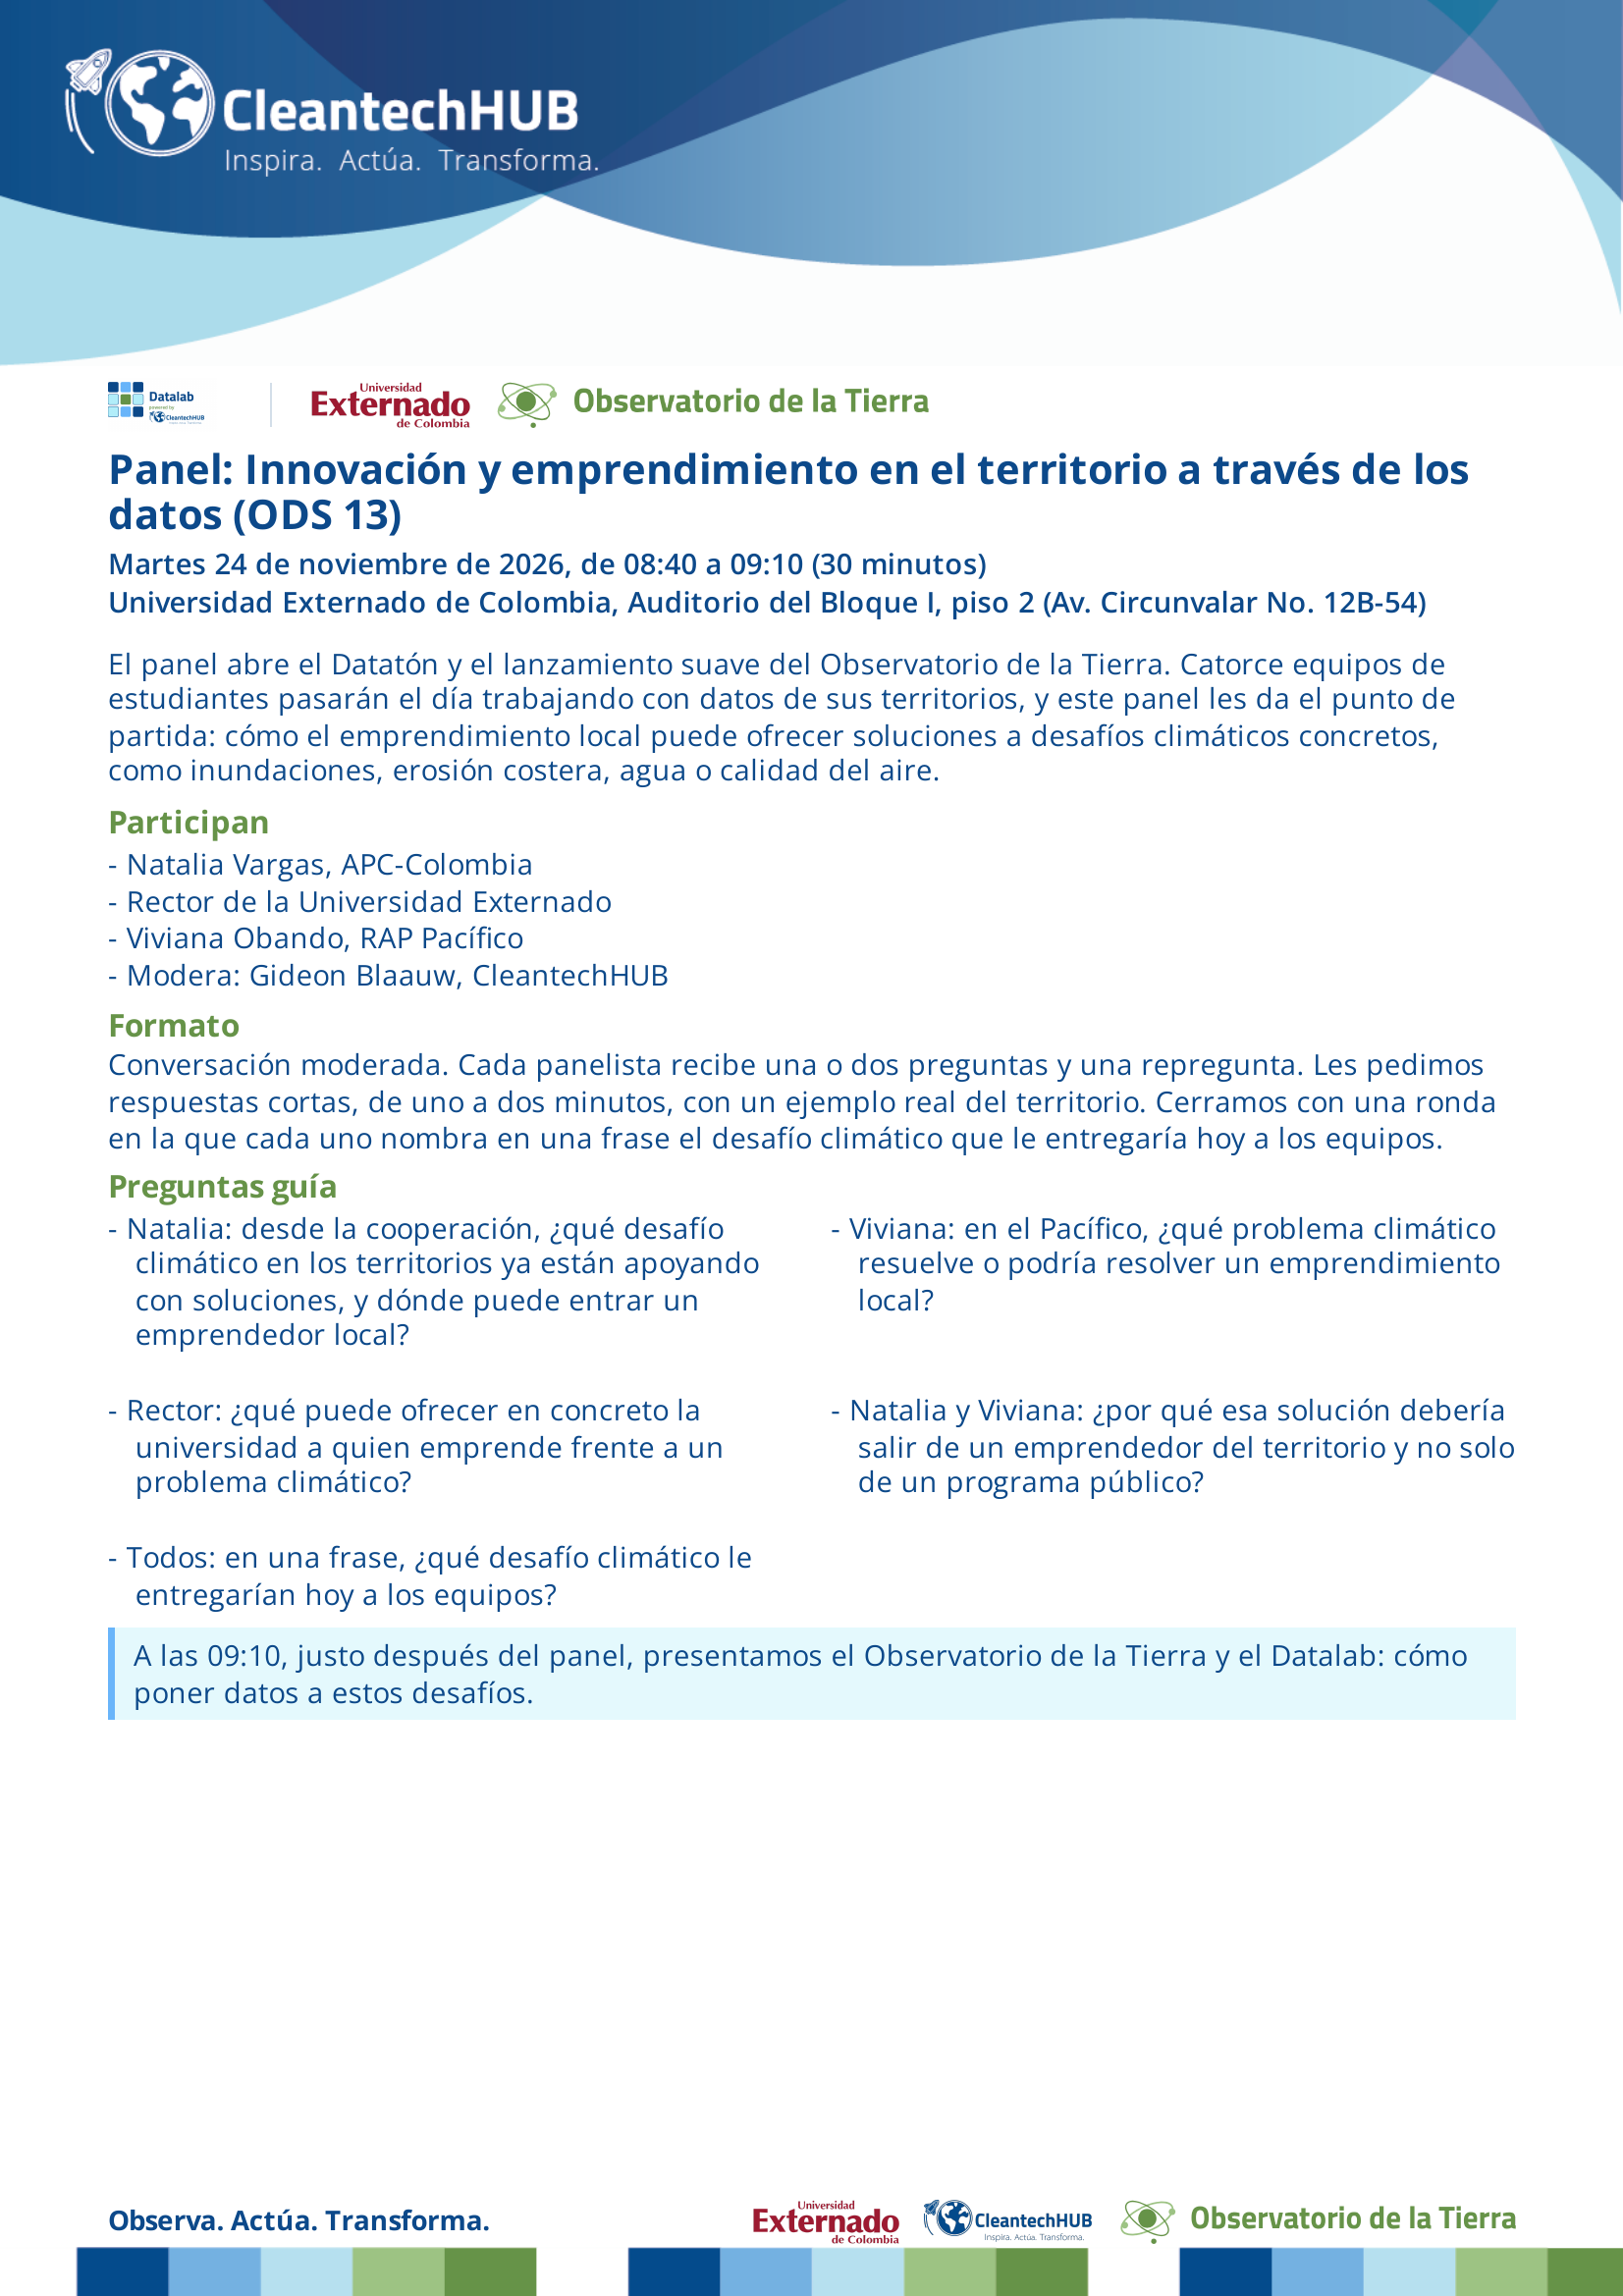 CleantechHUB
Inspira. Actúa. Transforma.
Datalab
powered by
CleantechHUB
Universidad
Externado
de Colombia
Observatorio de la Tierra
Panel: Innovación y emprendimiento en el territorio a través de los
datos (ODS 13)
Martes 24 de noviembre de 2026, de 08:40 a 09:10 (30 minutos)
Universidad Externado de Colombia, Auditorio del Bloque I, piso 2 (Av. Circunvalar No. 12B-54)
El panel abre el Datatón y el lanzamiento suave del Observatorio de la Tierra. Catorce equipos de
estudiantes pasarán el día trabajando con datos de sus territorios, y este panel les da el punto de
partida: cómo el emprendimiento local puede ofrecer soluciones a desafíos climáticos concretos,
como inundaciones, erosión costera, agua o calidad del aire.
Participan
- Natalia Vargas, APC-Colombia
- Rector de la Universidad Externado
- Viviana Obando, RAP Pacífico
- Modera: Gideon Blaauw, CleantechHUB
Formato
Conversación moderada. Cada panelista recibe una o dos preguntas y una repregunta. Les pedimos
respuestas cortas, de uno a dos minutos, con un ejemplo real del territorio. Cerramos con una ronda
en la que cada uno nombra en una frase el desafío climático que le entregaría hoy a los equipos.
Preguntas guía
- Natalia: desde la cooperación, ¿qué desafío
climático en los territorios ya están apoyando
con soluciones, y dónde puede entrar un
emprendedor local?
- Viviana: en el Pacífico, ¿qué problema climático
resuelve o podría resolver un emprendimiento
local?
- Rector: ¿qué puede ofrecer en concreto la
universidad a quien emprende frente a un
problema climático?
- Natalia y Viviana: ¿por qué esa solución debería
salir de un emprendedor del territorio y no solo
de un programa público?
- Todos: en una frase, ¿qué desafío climático le
entregarían hoy a los equipos?
A las 09:10, justo después del panel, presentamos el Observatorio de la Tierra y el Datalab: cómo
poner datos a estos desafíos.
Observa. Actúa. Transforma.
Universidad
Externado
de Colombia
CleantechHUB
Inspira. Actúa. Transforma.
Observatorio de la Tierra